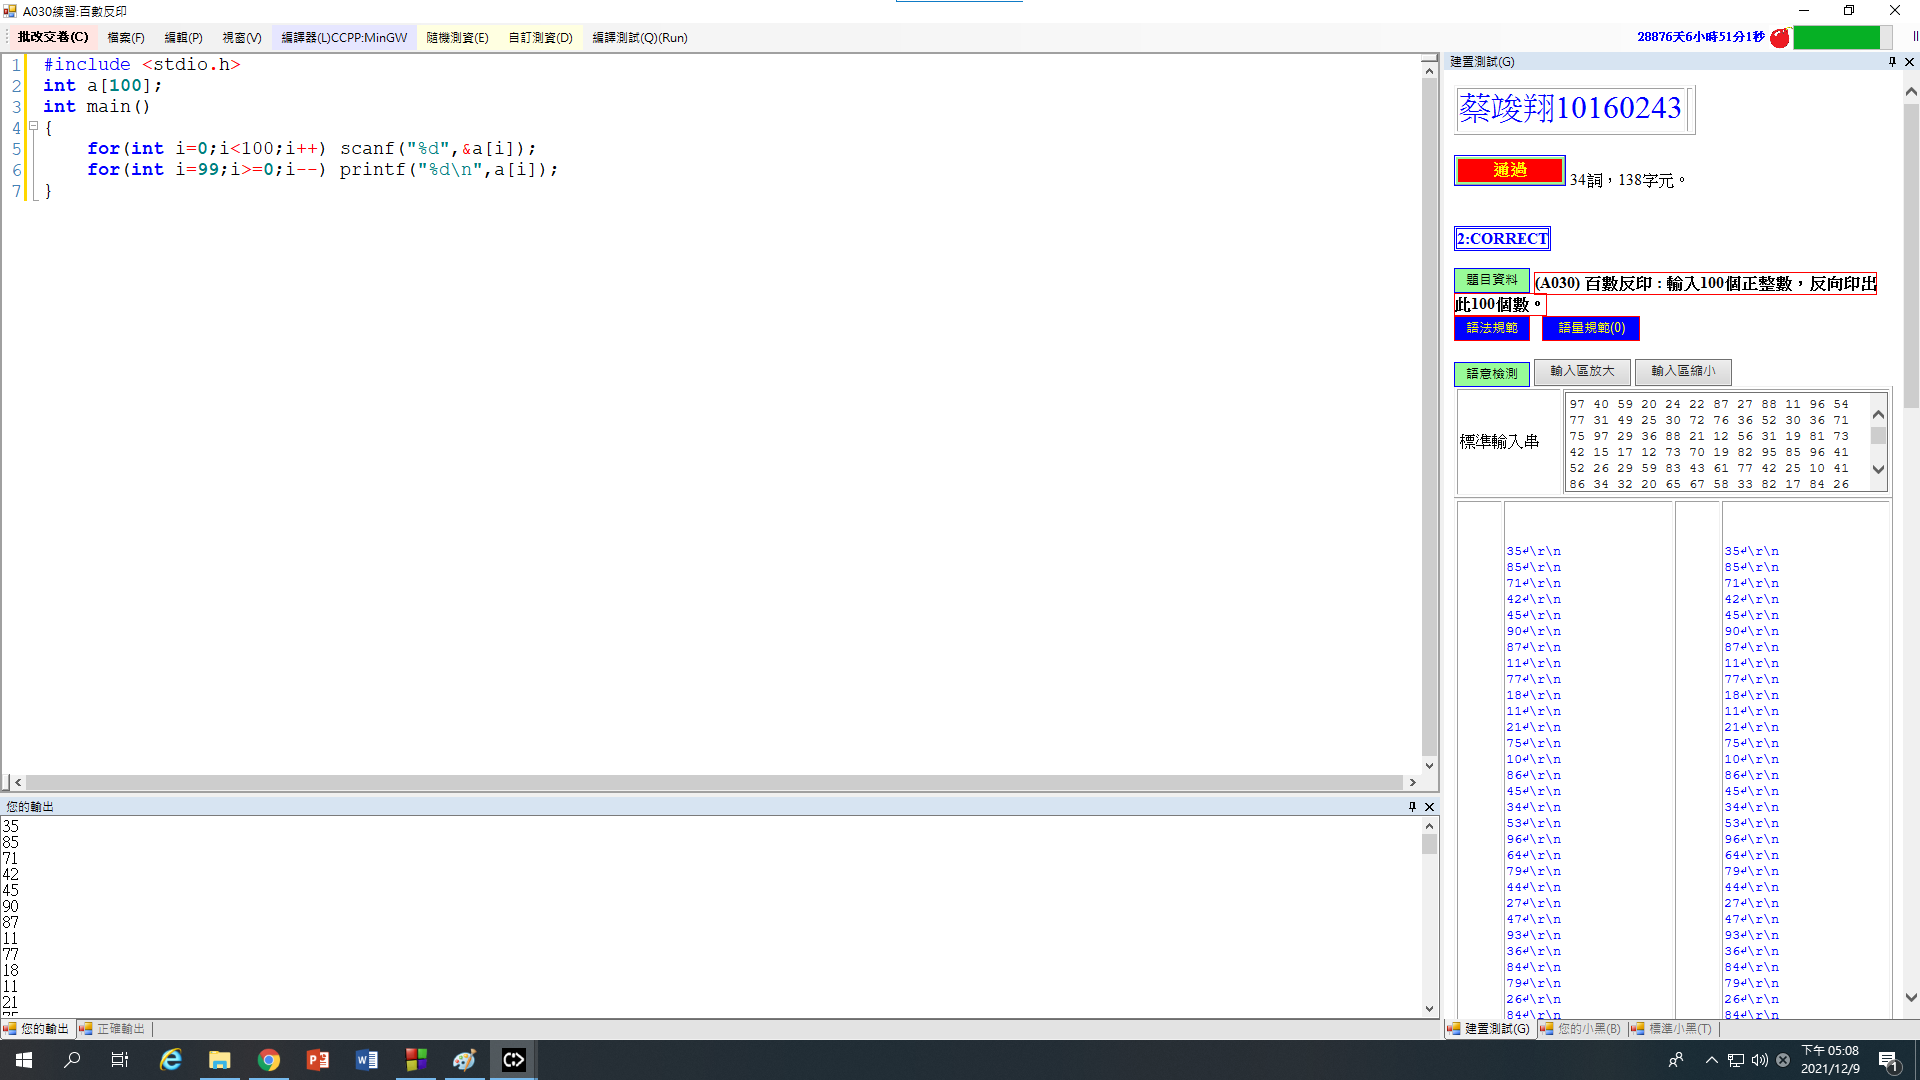 A030練習:百數反印
批改交卷(C) 檔案(F) 編輯(P) 視窗(V) 編譯器(L)CCPP:MinGW 隨機測資(E) 自訂測資(D) 編譯測試(Q)(Run) 28876天6小時51分1秒
1 #include <stdio.h>
2 int a[100];
3 int main()
4 {
5 for(int i=0;i<100;i++) scanf("%d",&a[i]);
6 for(int i=99;i>=0;i--) printf("%d\n",a[i]);
7 }
您的輸出
35
85
71
42
45
90
87
11
77
18
11
21
您的輸出 正確輸出
建置測試(G)
蔡竣翔10160243
通過 34詞，138字元。
2:CORRECT
題目資料 (A030) 百數反印 : 輸入100個正整數，反向印出
此100個數。
語法規範 語量規範(0)
語意檢測 輸入區放大 輸入區縮小
標準輸入串
97 40 59 20 24 22 87 27 88 11 96 54
77 31 49 25 30 72 76 36 52 30 36 71
75 97 29 36 88 21 12 56 31 19 81 73
42 15 17 12 73 70 19 82 95 85 96 41
52 26 29 59 83 43 61 77 42 25 10 41
86 34 32 20 65 67 58 33 82 17 84 26
35↲\r\n 35↲\r\n
85↲\r\n 85↲\r\n
71↲\r\n 71↲\r\n
42↲\r\n 42↲\r\n
45↲\r\n 45↲\r\n
90↲\r\n 90↲\r\n
87↲\r\n 87↲\r\n
11↲\r\n 11↲\r\n
77↲\r\n 77↲\r\n
18↲\r\n 18↲\r\n
11↲\r\n 11↲\r\n
21↲\r\n 21↲\r\n
75↲\r\n 75↲\r\n
10↲\r\n 10↲\r\n
86↲\r\n 86↲\r\n
45↲\r\n 45↲\r\n
34↲\r\n 34↲\r\n
53↲\r\n 53↲\r\n
96↲\r\n 96↲\r\n
64↲\r\n 64↲\r\n
79↲\r\n 79↲\r\n
44↲\r\n 44↲\r\n
27↲\r\n 27↲\r\n
47↲\r\n 47↲\r\n
93↲\r\n 93↲\r\n
36↲\r\n 36↲\r\n
84↲\r\n 84↲\r\n
79↲\r\n 79↲\r\n
26↲\r\n 26↲\r\n
84↲\r\n 84↲\r\n
建置測試(G) 您的小黑(B) 標準小黑(T)
下午 05:08
2021/12/9
1